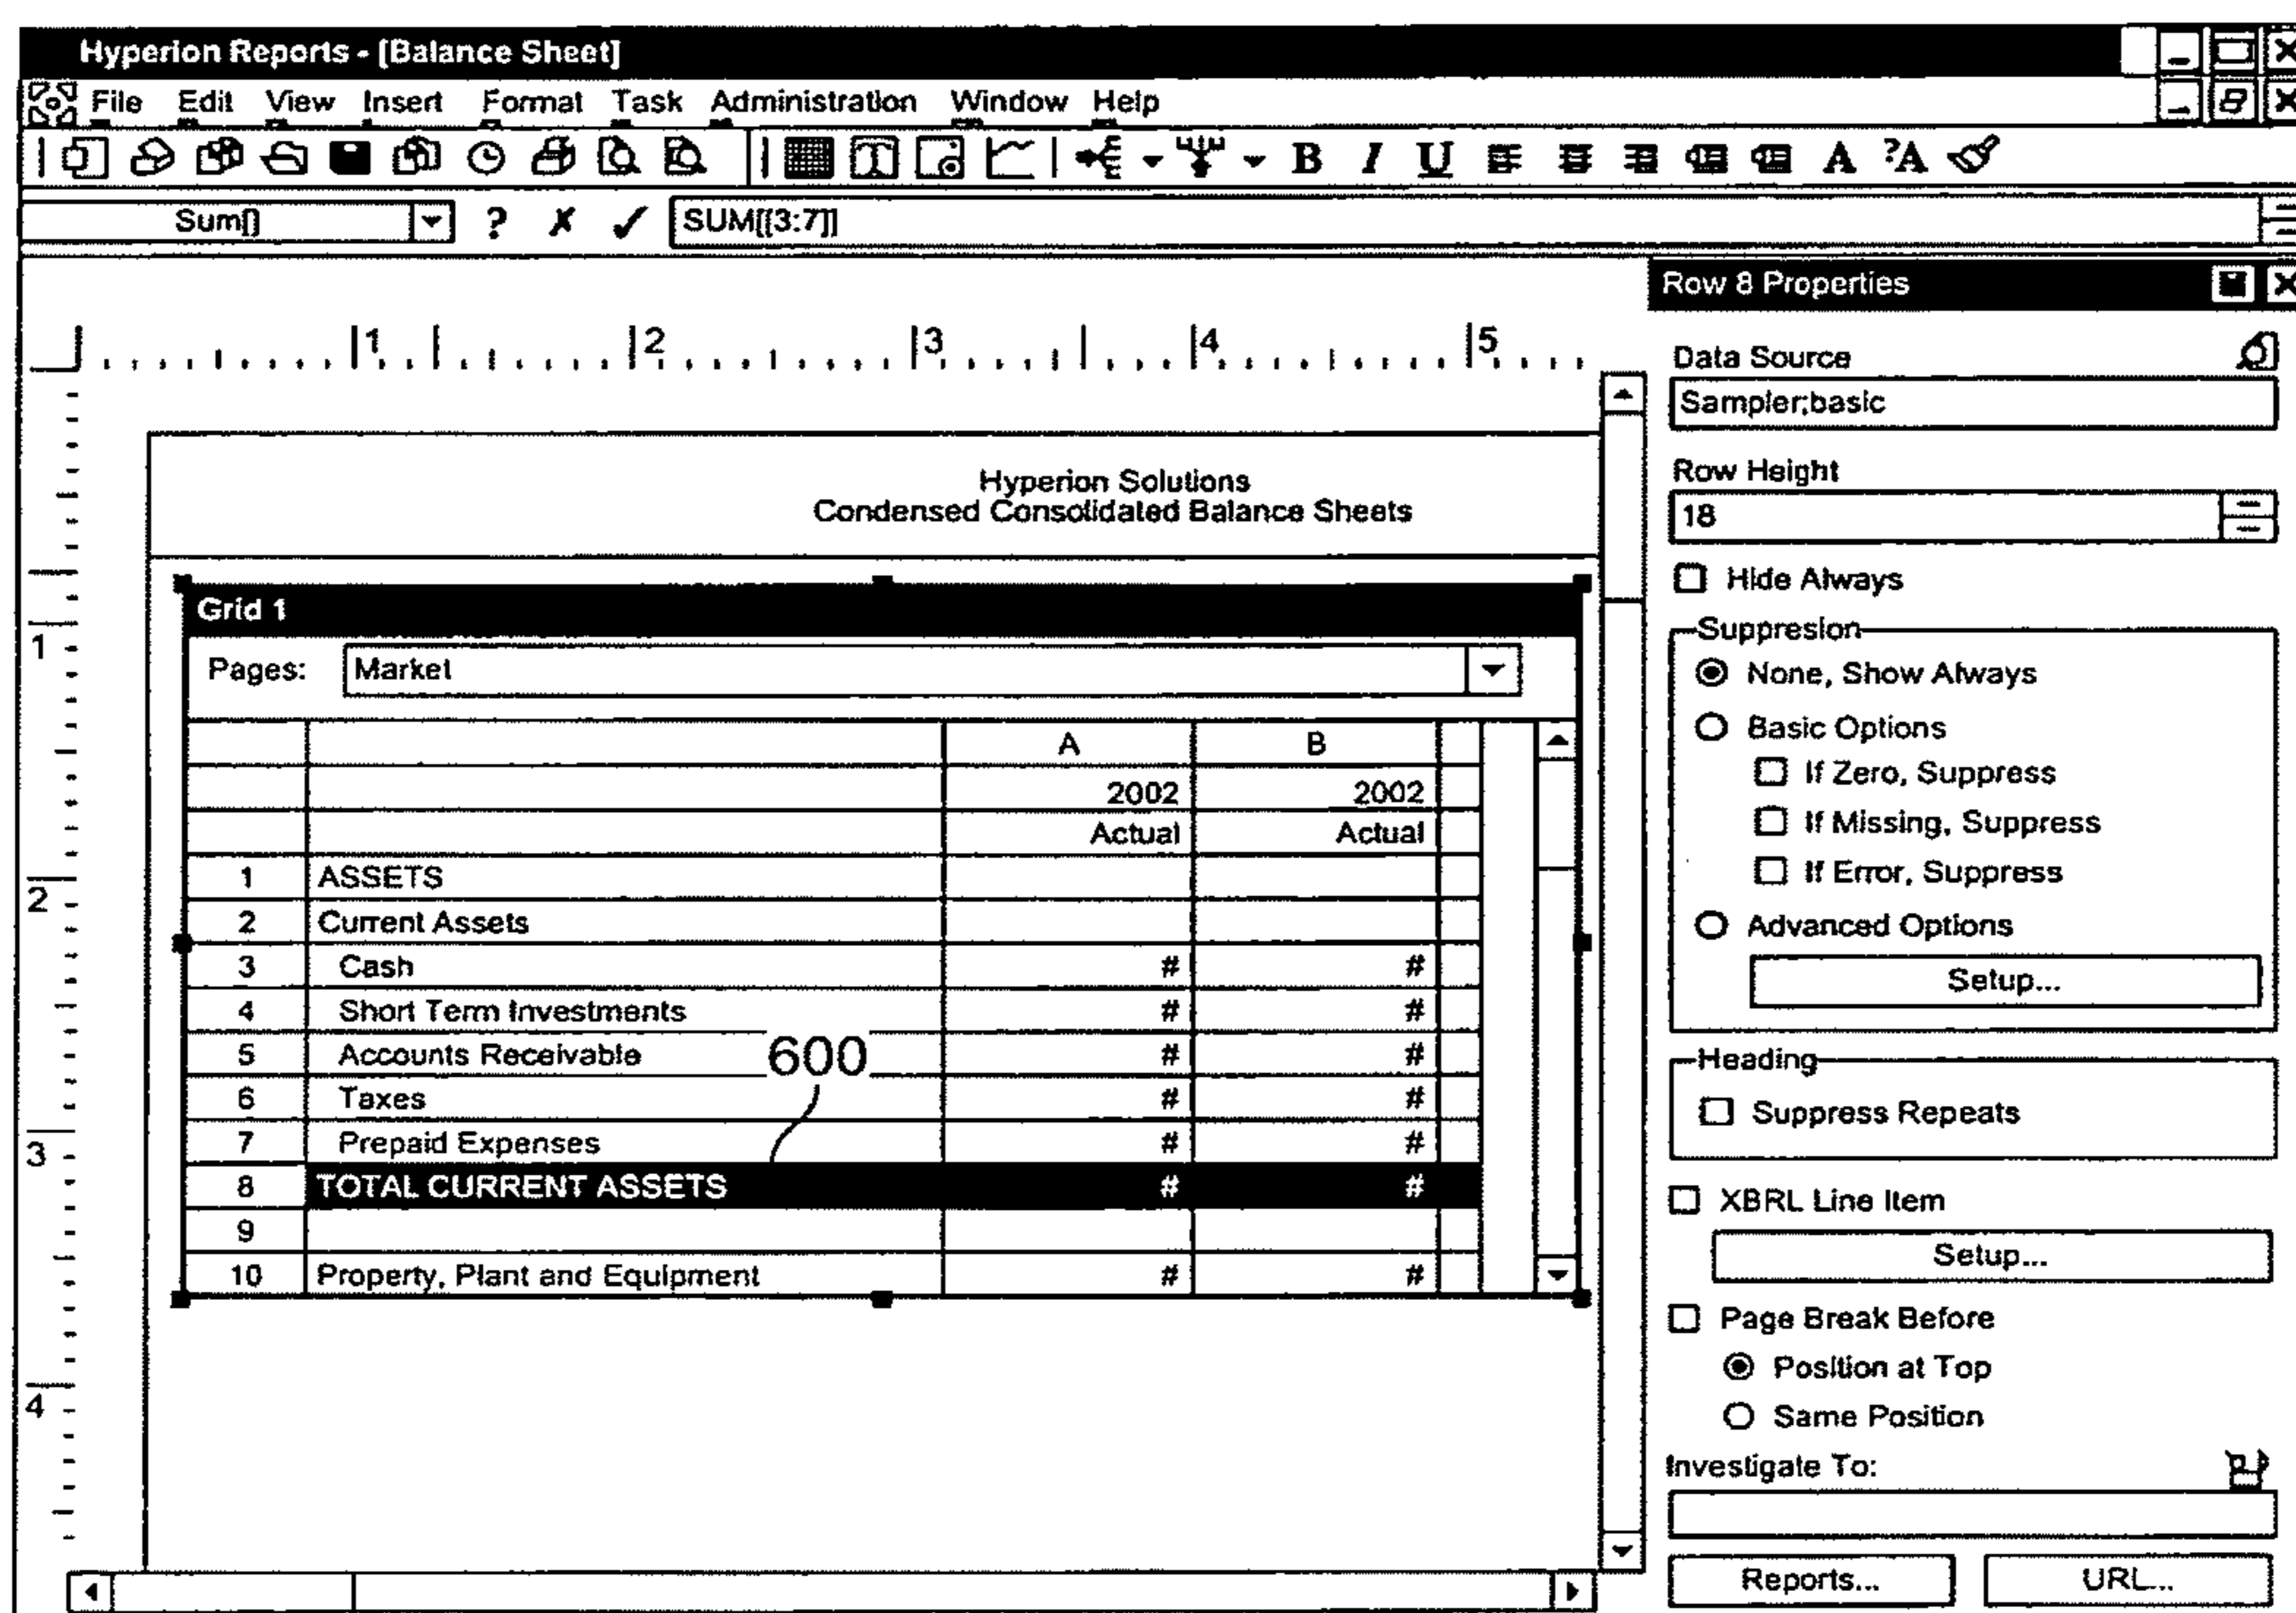 Hyperion Reports - [Balance Sheet]
File Edit View Insert Format Task Administration Window Help
B I U A ?A
Sum[] ? ✗ ✓ SUM[[3:7]]
Row 8 Properties
1 2 3 4 5
Data Source
Sampler;basic
Hyperion Solutions
Condensed Consolidated Balance Sheets
Row Height
18
Hide Always
Grid 1
Pages: Market
Suppresion
None, Show Always
Basic Options
If Zero, Suppress
If Missing, Suppress
If Error, Suppress
Advanced Options
Setup...
A B
2002 2002
Actual Actual
1 ASSETS
2 Current Assets
3 Cash # #
4 Short Term Investments # #
5 Accounts Receivable # #
600
6 Taxes # #
7 Prepaid Expenses # #
8 TOTAL CURRENT ASSETS # #
9
10 Property, Plant and Equipment # #
1
2
3
4
Heading
Suppress Repeats
XBRL Line Item
Setup...
Page Break Before
Position at Top
Same Position
Investigate To:
Reports... URL...